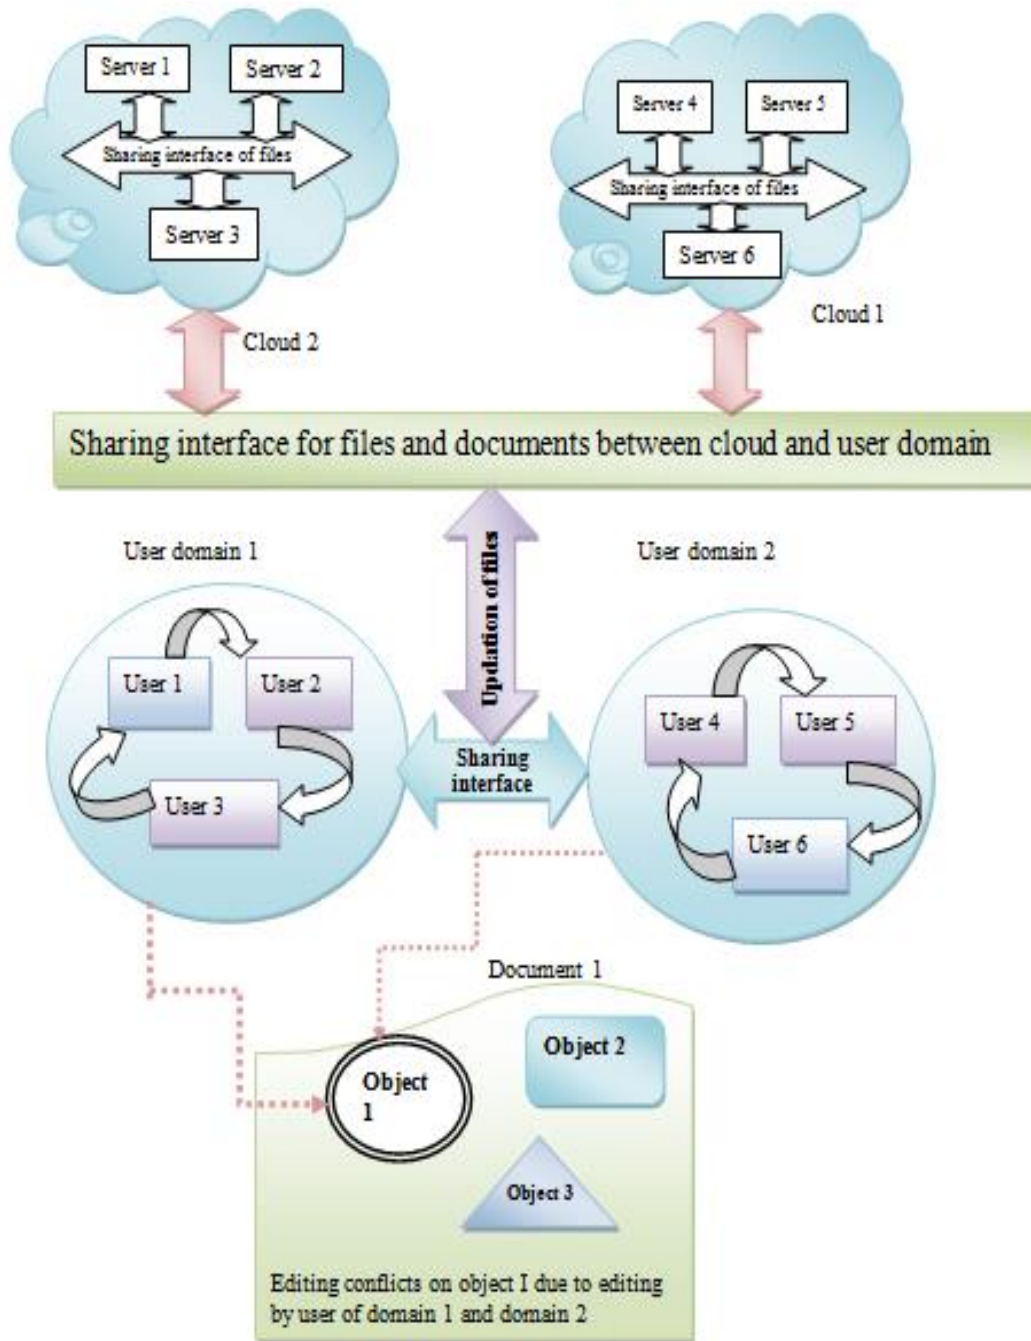 Server 1
Server 2
Sharing interface of files
Server 3
Cloud 2
Server 4
Server 5
Sharing interface of files
Server 6
Cloud 1
Sharing interface for files and documents between cloud and user domain
Updation of files
User domain 1
User 1
User 2
User 3
Sharing
interface
User domain 2
User 4
User 5
User 6
Document 1
Object
1
Object 2
Object 3
Editing conflicts on object I due to editing
by user of domain 1 and domain 2